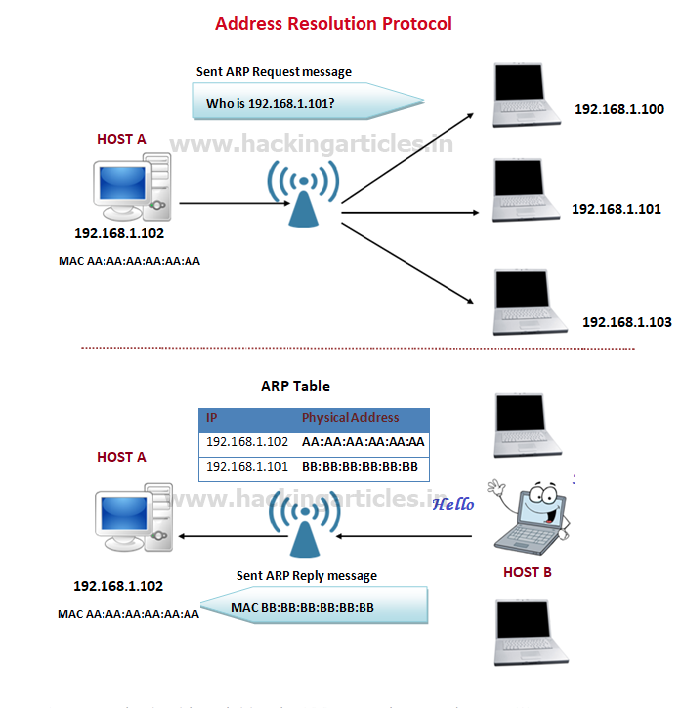 Address Resolution Protocol
Sent ARP Request message
Who is 192.168.1.101?
192.168.1.100
www.hackingarticles.in
HOST A
192.168.1.101
192.168.1.102
MAC AA:AA:AA:AA:AA:AA
192.168.1.103
ARP Table
IP Physical Address
192.168.1.102 AA:AA:AA:AA:AA:AA
192.168.1.101 BB:BB:BB:BB:BB:BB
HOST A
www.hackingarticles.in
Hello
HOST B
Sent ARP Reply message
192.168.1.102
MAC BB:BB:BB:BB:BB:BB
MAC AA:AA:AA:AA:AA:AA